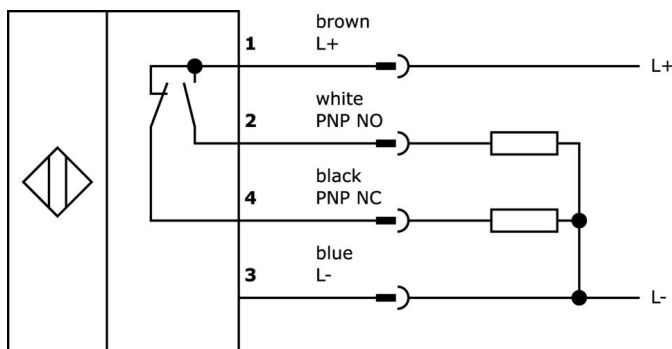 brown
1 L+
L+
white
2 PNP NO
black
4 PNP NC
blue
3 L-
L-